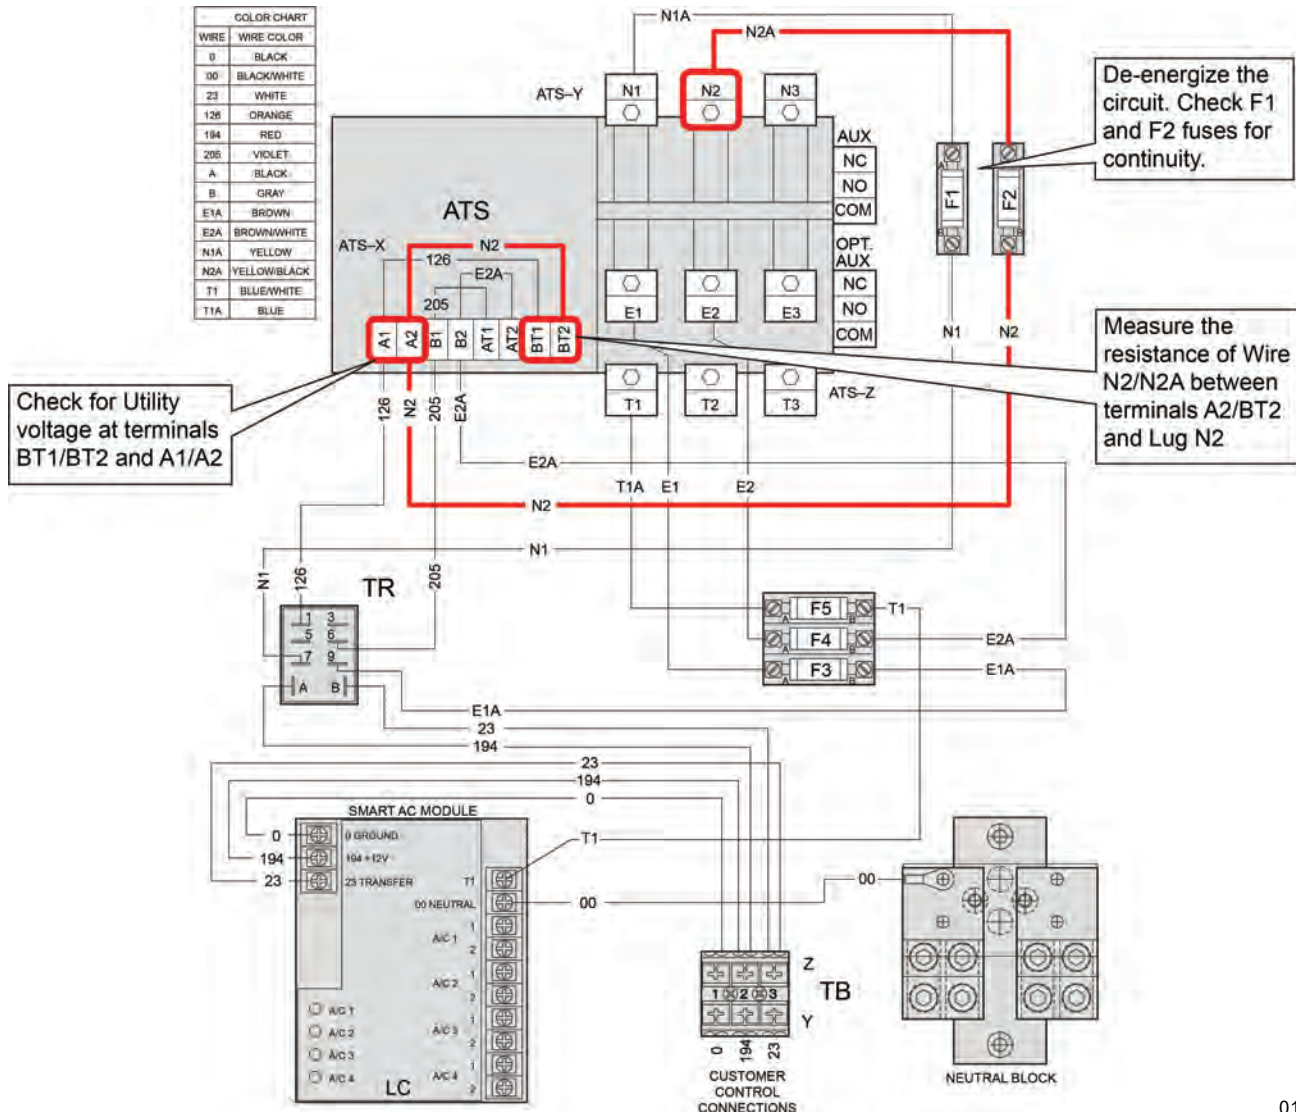 COLOR CHART
WIRE WIRE COLOR
0 BLACK
00 BLACK/WHITE
23 WHITE
126 ORANGE
194 RED
205 VIOLET
A BLACK
B GRAY
E1A BROWN
E2A BROWN/WHITE
N1A YELLOW
N2A YELLOW/BLACK
T1 BLUE/WHITE
T1A BLUE
N1A
N2A
ATS-Y
N1
N2
N3
De-energize the
circuit. Check F1
and F2 fuses for
continuity.
AUX
NC
NO
COM
OPT.
AUX
NC
NO
COM
A
F1
B
F2
B
ATS
ATS-X
N2
126
E2A
205
A1
A2
B1
B2
AT1
AT2
BT1
BT2
E1
E2
E3
T1
T2
T3
ATS-Z
N1
N2
Measure the
resistance of Wire
N2/N2A between
terminals A2/BT2
and Lug N2
Check for Utility
voltage at terminals
BT1/BT2 and A1/A2
126
N2
205
E2A
E2A
T1A
E1
E2
N2
N1
N1
126
205
TR
1 3
5 6
7 9
A B
A F5 B
T1
A F4 B
E2A
A F3 B
E1A
E1A
23
194
23
194
0
SMART AC MODULE
0
0 GROUND
194
194 +12V
23
23 TRANSFER
T1
T1
00 NEUTRAL
00
00
1
A/C 1
2
1
A/C 2
2
1
A/C 3
2
1
A/C 4
2
A/C 1
A/C 2
A/C 3
A/C 4
LC
Z
1 2 3
TB
Y
0
194
23
CUSTOMER
CONTROL
CONNECTIONS
NEUTRAL BLOCK
01